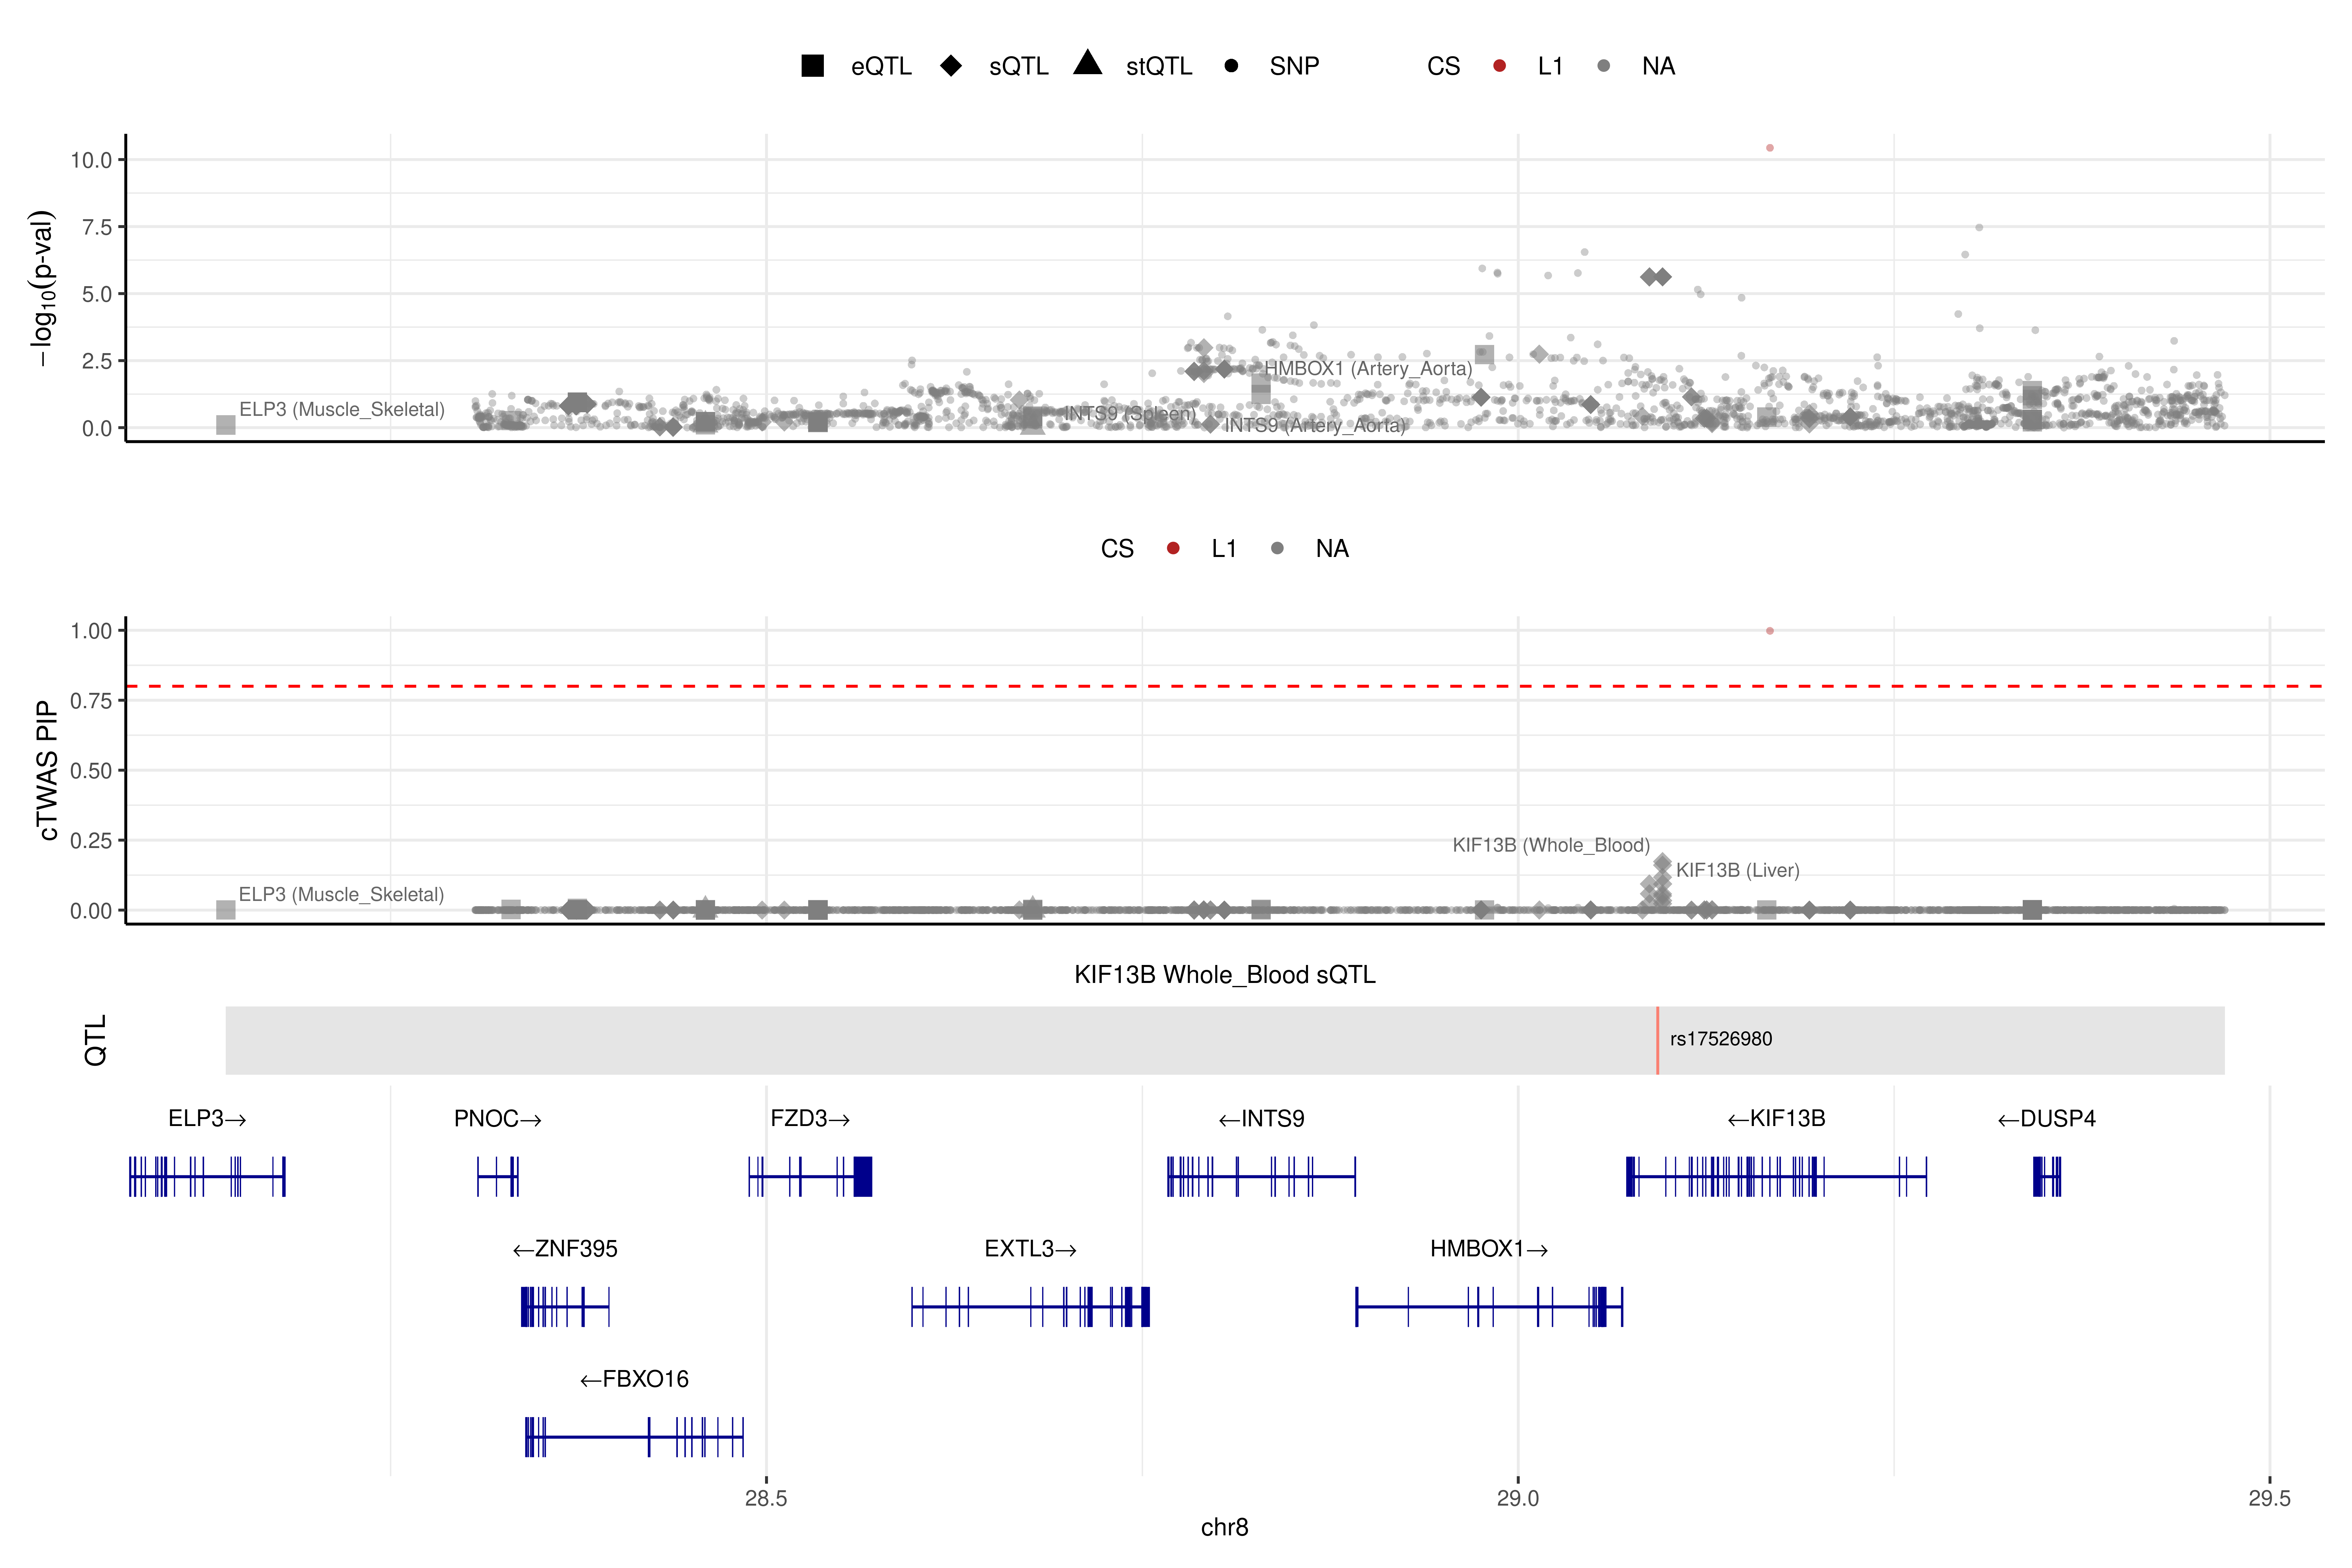 eQTL sQTL stQTL SNP CS L1 NA
−log10(p-val)
10.0
7.5
5.0
2.5
0.0
HMBOX1 (Artery_Aorta)
ELP3 (Muscle_Skeletal)
INTS9 (Spleen)
INTS9 (Artery_Aorta)
CS L1 NA
cTWAS PIP
1.00
0.75
0.50
0.25
0.00
KIF13B (Whole_Blood)
KIF13B (Liver)
ELP3 (Muscle_Skeletal)
KIF13B Whole_Blood sQTL
QTL
rs17526980
ELP3→ PNOC→ FZD3→ ←INTS9 ←KIF13B ←DUSP4
←ZNF395 EXTL3→ HMBOX1→
←FBXO16
28.5 29.0 29.5
chr8